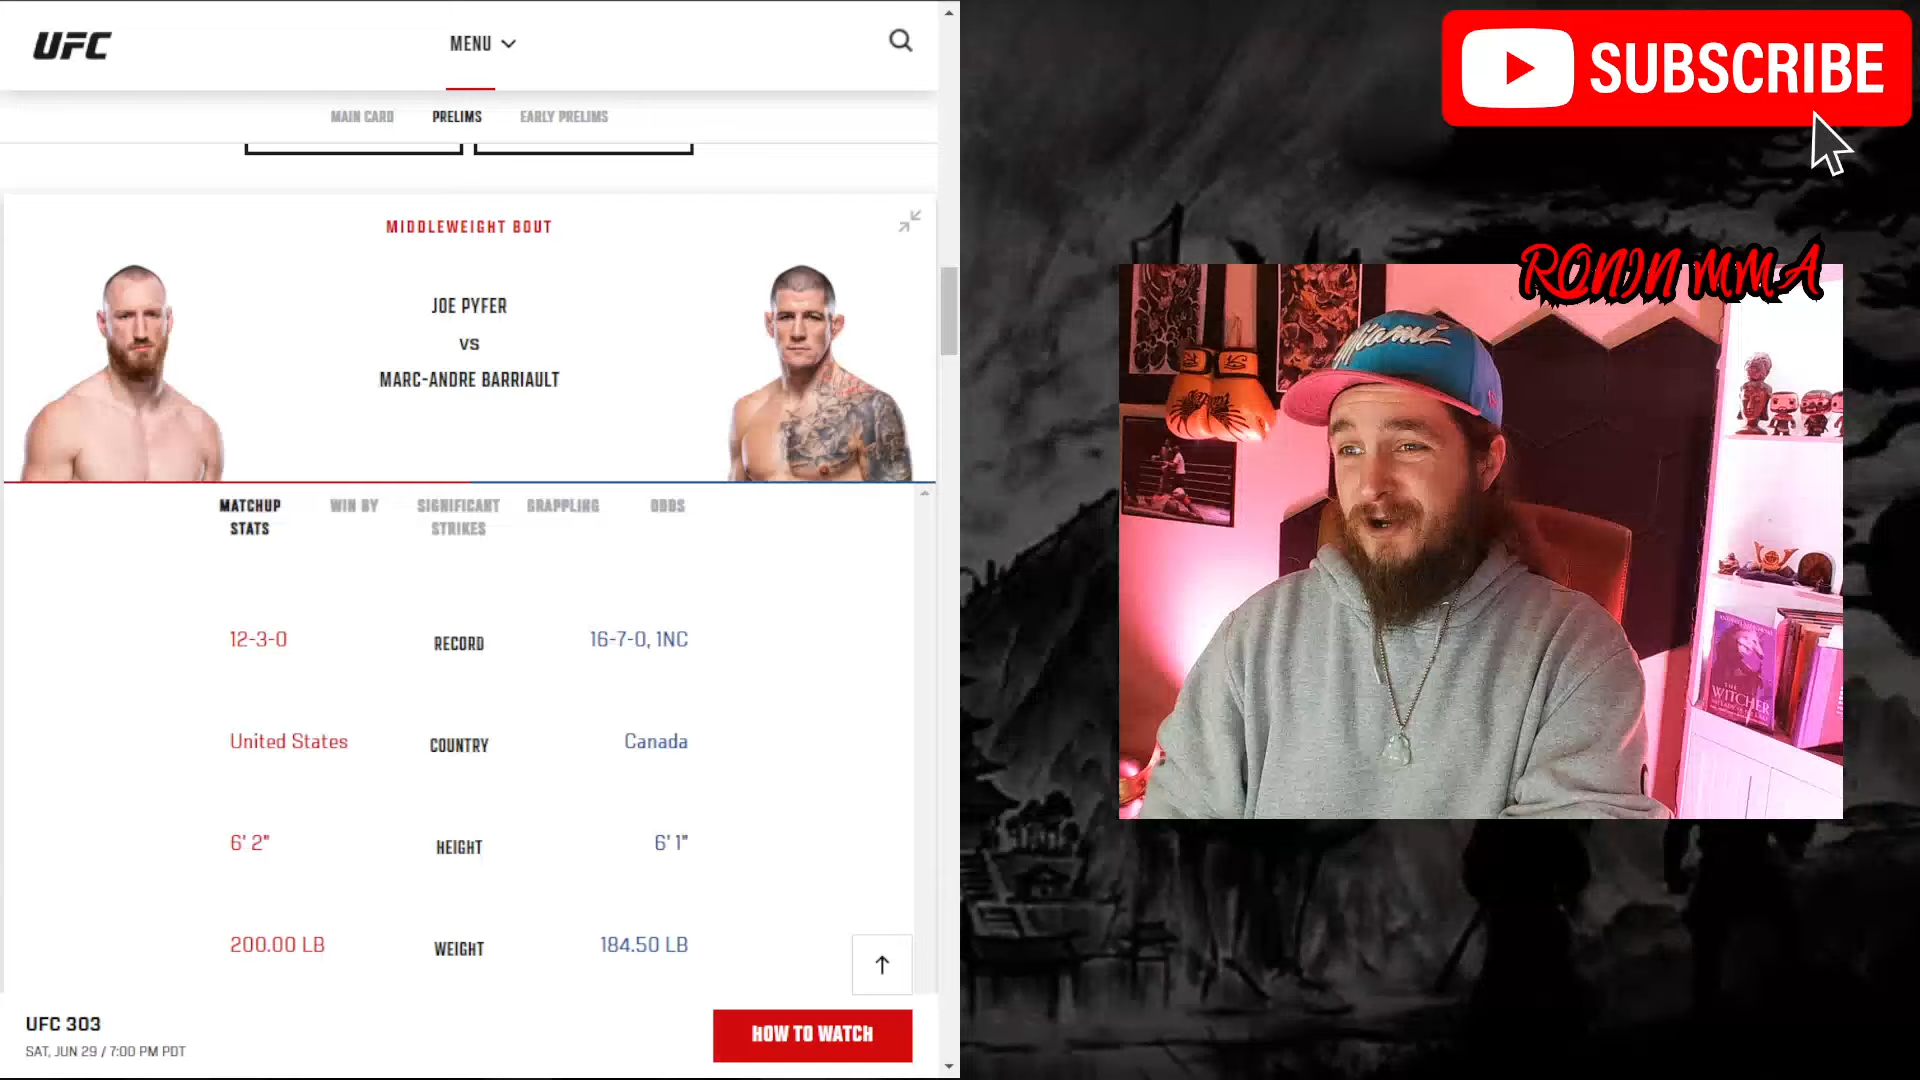 UFC
MENU
MAIN CARD PRELIMS EARLY PRELIMS
MIDDLEWEIGHT BOUT
JOE PYFER
VS
MARC-ANDRE BARRIAULT
MATCHUP STATS
WIN BY
SIGNIFICANT STRIKES
GRAPPLING
ODDS
12-3-0 RECORD 16-7-0, 1NC
United States COUNTRY Canada
6' 2" HEIGHT 6' 1"
200.00 LB WEIGHT 184.50 LB
UFC 303
SAT, JUN 29 / 7:00 PM PDT
HOW TO WATCH
SUBSCRIBE
RONIN MMA
Miami
THE
WITCHER